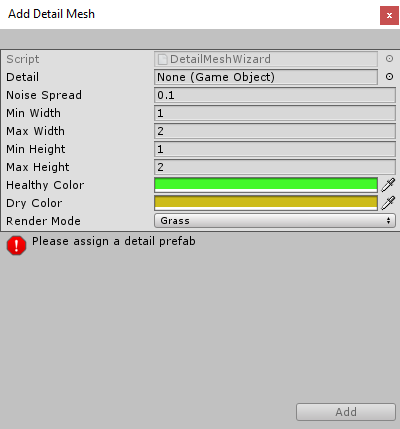 Add Detail Mesh
Script DetailMeshWizard
Detail None (Game Object)
Noise Spread 0.1
Min Width 1
Max Width 2
Min Height 1
Max Height 2
Healthy Color
Dry Color
Render Mode Grass
Please assign a detail prefab
Add